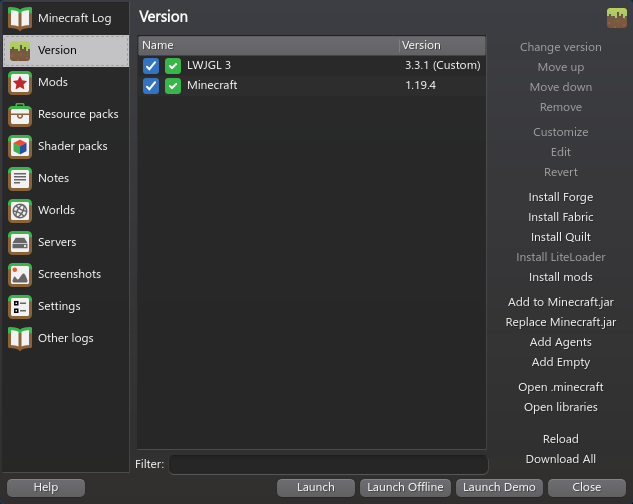 Minecraft Log
Version
Mods
Resource packs
Shader packs
Notes
Worlds
Servers
Screenshots
Settings
Other logs
Version
Name Version
LWJGL 3 3.3.1 (Custom)
Minecraft 1.19.4
Change version
Move up
Move down
Remove
Customize
Edit
Revert
Install Forge
Install Fabric
Install Quilt
Install LiteLoader
Install mods
Add to Minecraft.jar
Replace Minecraft.jar
Add Agents
Add Empty
Open .minecraft
Open libraries
Reload
Download All
Filter:
Help Launch Launch Offline Launch Demo Close